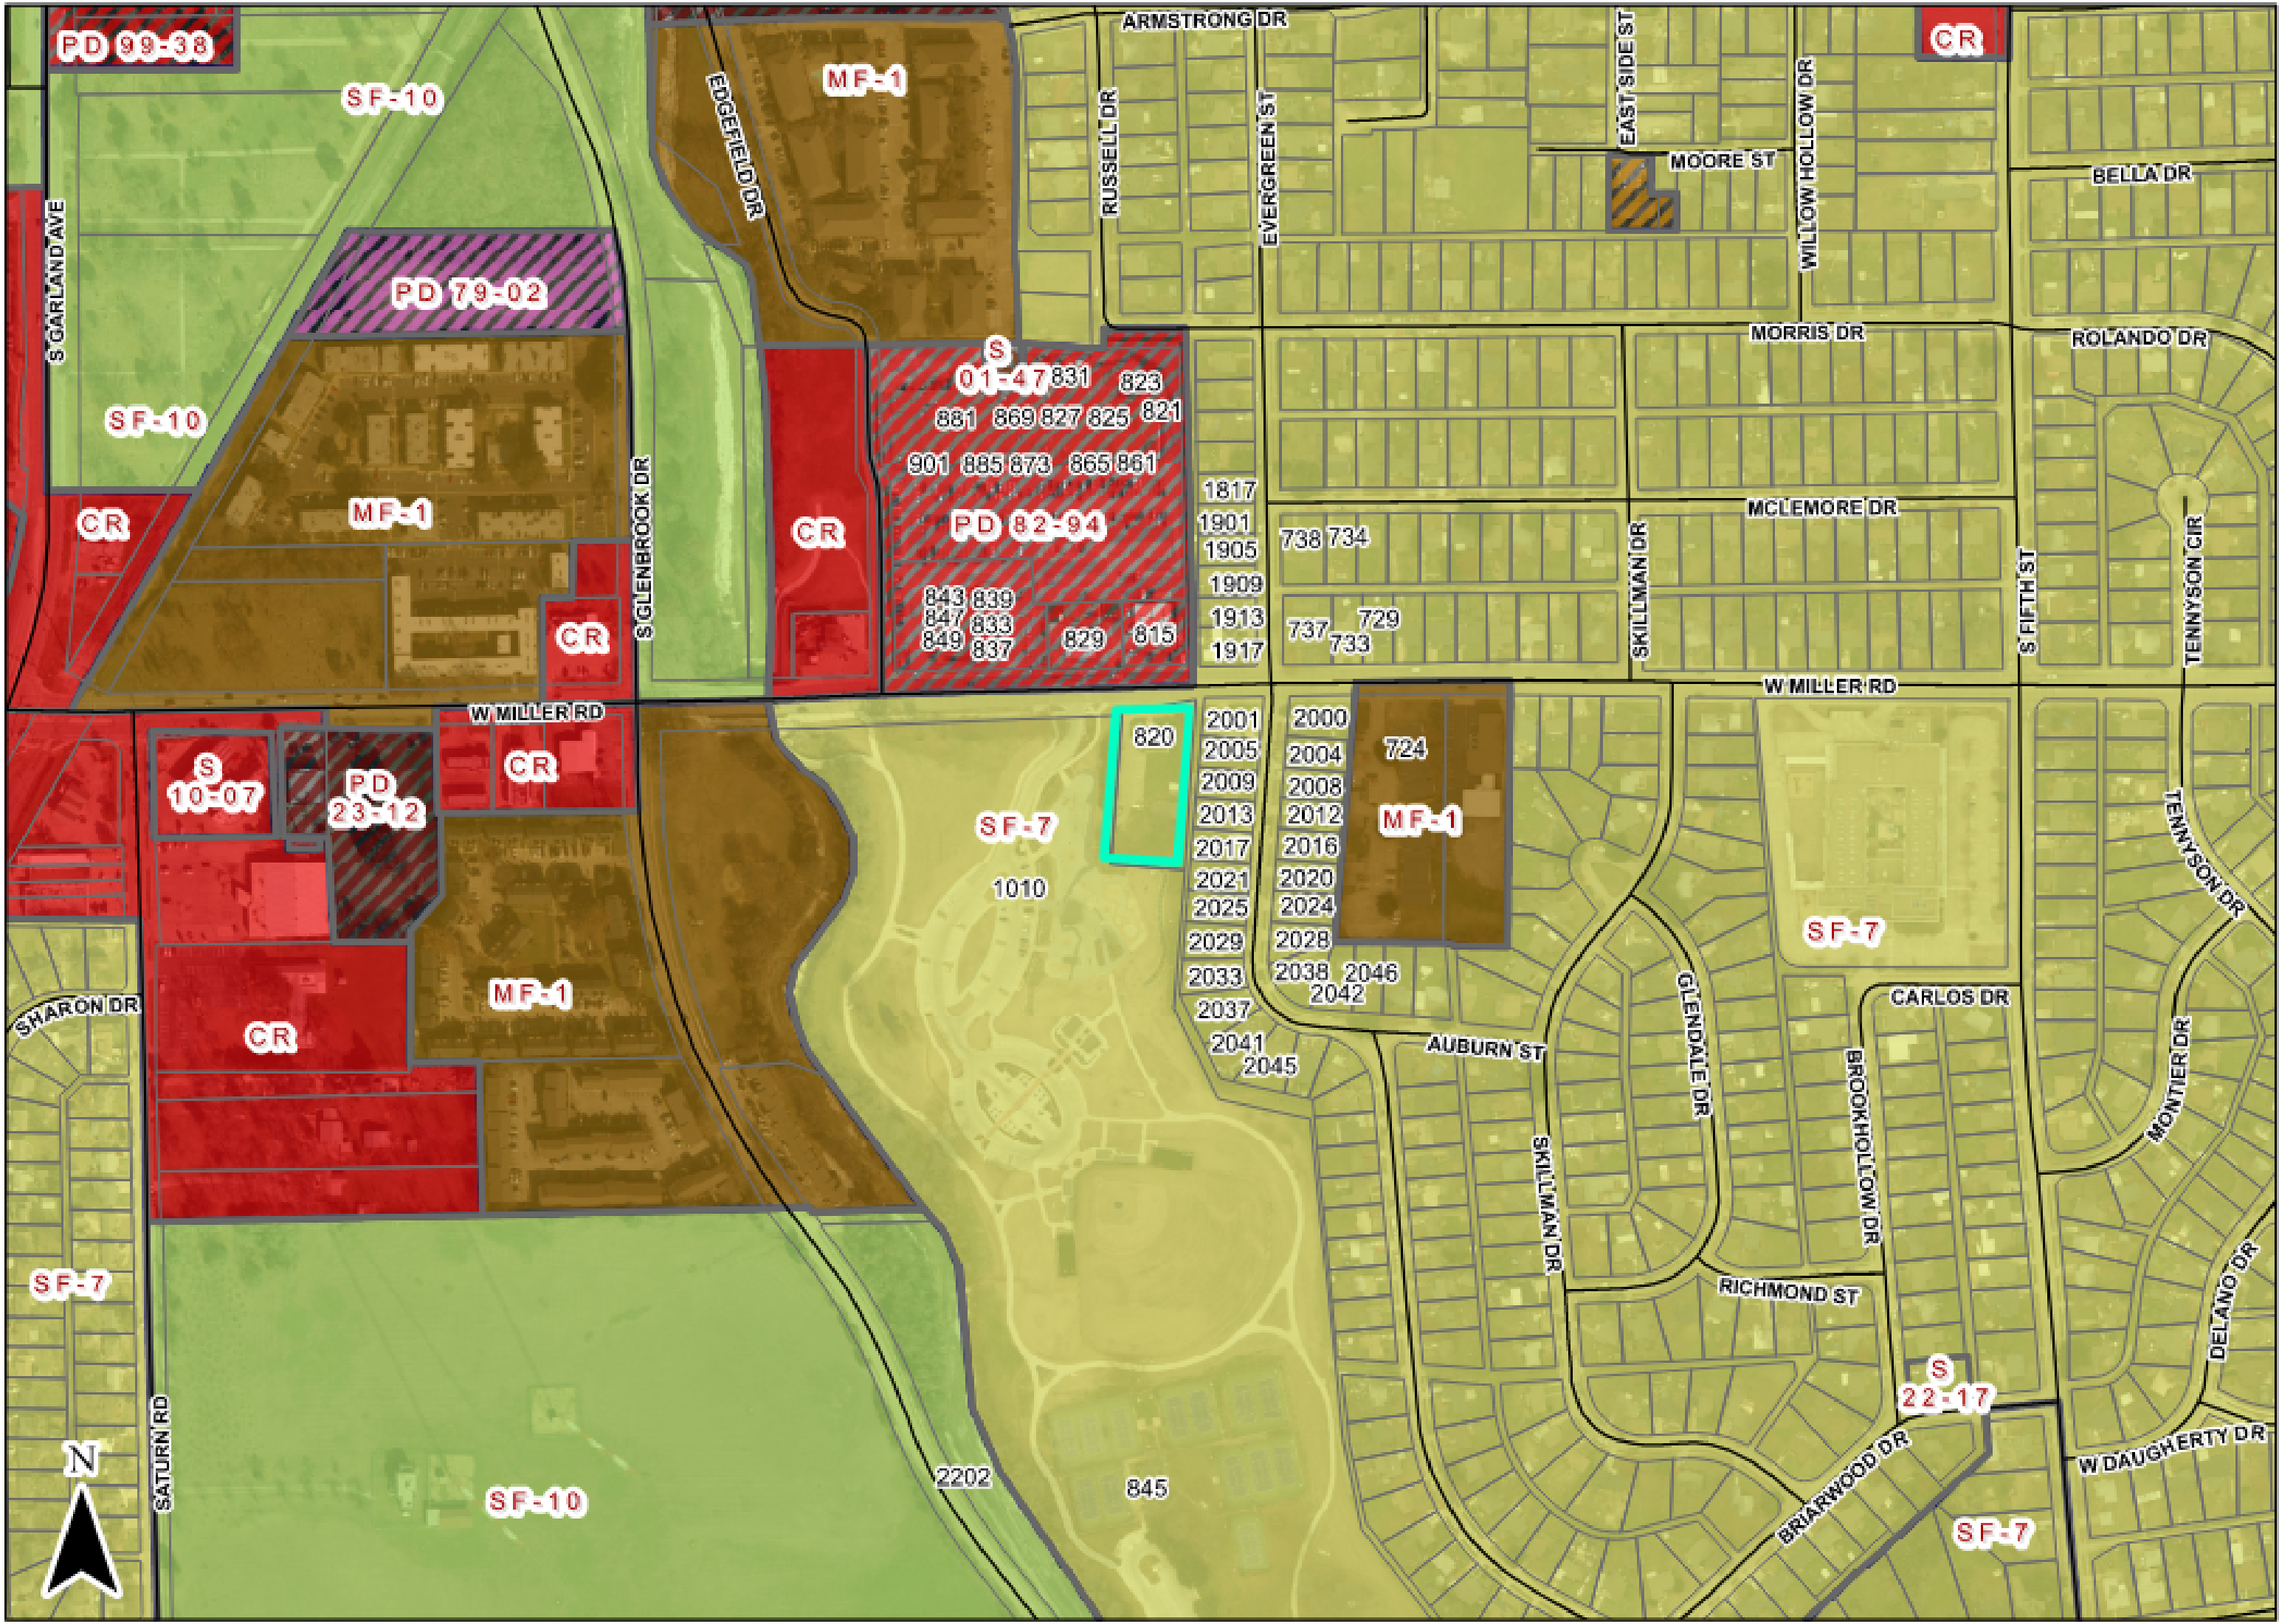 ARMSTRONG DR
PD 99-38
CR
MF-1
SF-10
EDGEFIELD DR
RUSSELL DR
EVERGREEN ST
EAST SIDE ST
WILLOW HOLLOW DR
MOORE ST
BELLA DR
S GARLAND AVE
PD 79-02
MORRIS DR
ROLANDO DR
S
01-47
831
823
881
869
827
825
821
SF-10
901
885
873
865
861
1817
MCLEMORE DR
MF-1
CR
CR
PD 82-94
1901
1905
738
734
S GLENBROOK DR
SKILLMAN DR
S FIFTH ST
TENNYSON CIR
1909
843
839
847
833
849
837
829
815
1913
1917
737
729
733
CR
W MILLER RD
W MILLER RD
820
2001
2000
724
2005
2004
S
10-07
PD
23-12
CR
2009
2008
2013
2012
SF-7
MF-1
2017
2016
1010
2021
2020
2025
2024
TENNYSON DR
SF-7
2029
2028
2033
2038
2046
2042
MF-1
CARLOS DR
SHARON DR
2037
CR
2041
2045
AUBURN ST
GLENDALE DR
BROOKHOLLOW DR
MONTIER DR
SKILLMAN DR
SF-7
RICHMOND ST
DELANO DR
S
22-17
SATURN RD
N
2202
845
SF-10
BRIARWOOD DR
W DAUGHERTY DR
SF-7